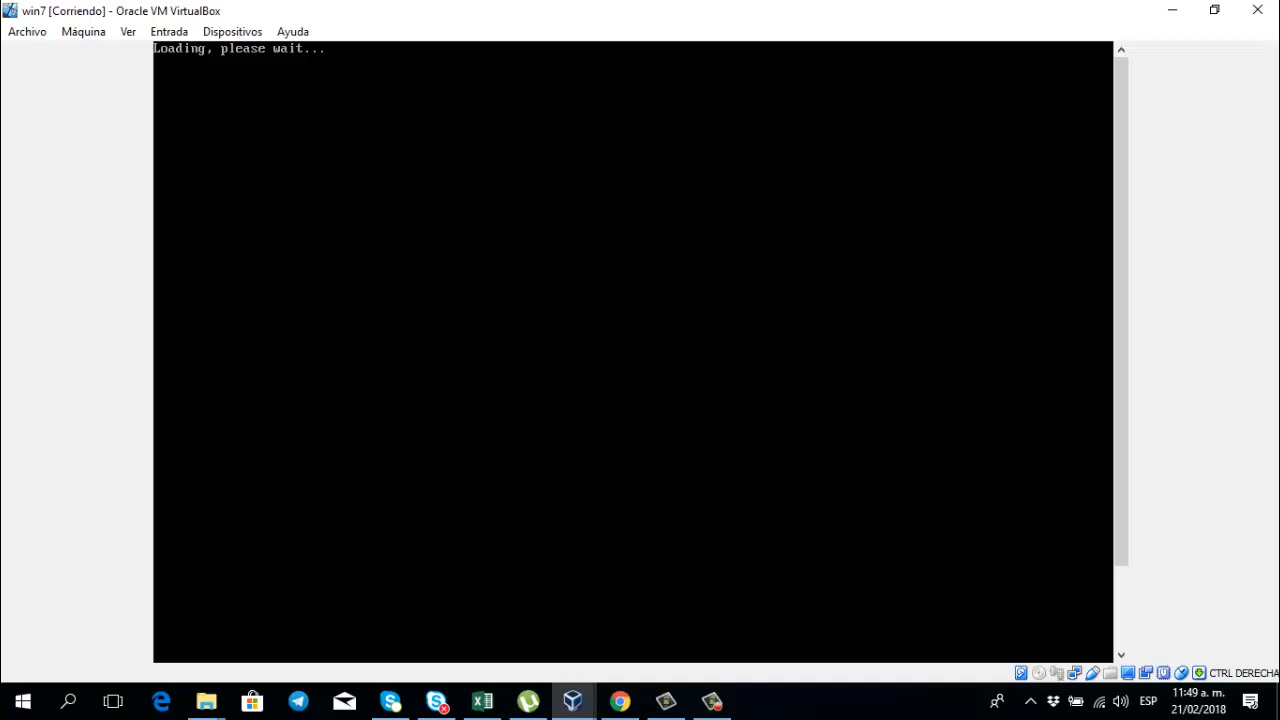 win7 [Corriendo] - Oracle VM VirtualBox
Archivo Máquina Ver Entrada Dispositivos Ayuda
Loading, please wait...
CTRL DERECHA
ESP
11:49 a. m.
21/02/2018